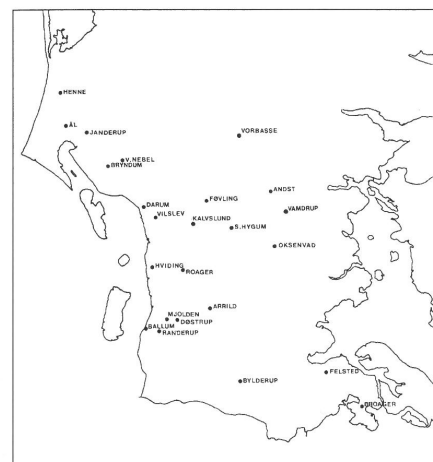 HENNE
ÅL
JANDERUP
VORBASSE
V.NEBEL
BRYNDUM
ANDST
FØVLING
DARUM
VAMDRUP
VILSLEV
KALVSLUND
S.HYGUM
OKSENVAD
HVIDING
ROAGER
ARRILD
MJOLDEN
DØSTRUP
BALLUM
RANDERUP
FELSTED
BYLDERUP
BROAGER